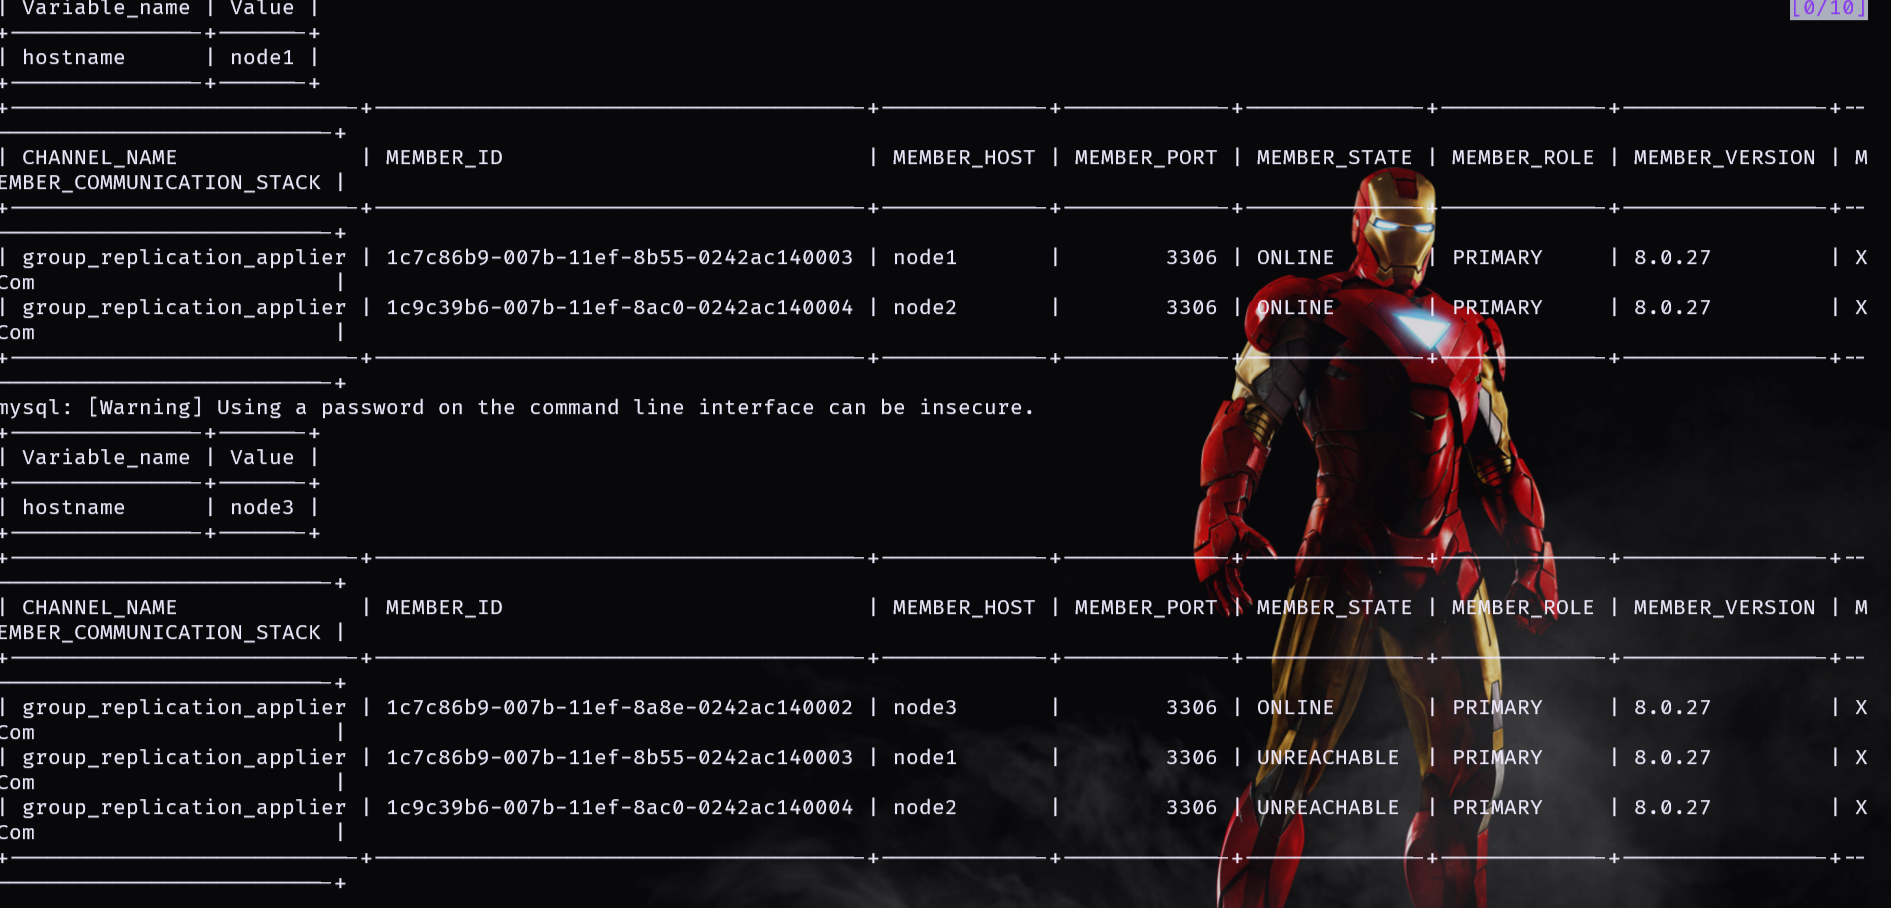 | Variable_name | Value | [0/10]
+---------------+-------+
| hostname      | node1 |
+---------------+-------+
+---------------------------+--------------------------------------+-------------+-------------+--------------+-------------+----------------+--
--------------------------+
| CHANNEL_NAME              | MEMBER_ID                            | MEMBER_HOST | MEMBER_PORT | MEMBER_STATE | MEMBER_ROLE | MEMBER_VERSION | M
EMBER_COMMUNICATION_STACK |
+---------------------------+--------------------------------------+-------------+-------------+--------------+-------------+----------------+--
--------------------------+
| group_replication_applier | 1c7c86b9-007b-11ef-8b55-0242ac140003 | node1       |        3306 | ONLINE       | PRIMARY     | 8.0.27         | X
Com                       |
| group_replication_applier | 1c9c39b6-007b-11ef-8ac0-0242ac140004 | node2       |        3306 | ONLINE       | PRIMARY     | 8.0.27         | X
Com                       |
+---------------------------+--------------------------------------+-------------+-------------+--------------+-------------+----------------+--
--------------------------+
mysql: [Warning] Using a password on the command line interface can be insecure.
+---------------+-------+
| Variable_name | Value |
+---------------+-------+
| hostname      | node3 |
+---------------+-------+
+---------------------------+--------------------------------------+-------------+-------------+--------------+-------------+----------------+--
--------------------------+
| CHANNEL_NAME              | MEMBER_ID                            | MEMBER_HOST | MEMBER_PORT | MEMBER_STATE | MEMBER_ROLE | MEMBER_VERSION | M
EMBER_COMMUNICATION_STACK |
+---------------------------+--------------------------------------+-------------+-------------+--------------+-------------+----------------+--
--------------------------+
| group_replication_applier | 1c7c86b9-007b-11ef-8a8e-0242ac140002 | node3       |        3306 | ONLINE       | PRIMARY     | 8.0.27         | X
Com                       |
| group_replication_applier | 1c7c86b9-007b-11ef-8b55-0242ac140003 | node1       |        3306 | UNREACHABLE  | PRIMARY     | 8.0.27         | X
Com                       |
| group_replication_applier | 1c9c39b6-007b-11ef-8ac0-0242ac140004 | node2       |        3306 | UNREACHABLE  | PRIMARY     | 8.0.27         | X
Com                       |
+---------------------------+--------------------------------------+-------------+-------------+--------------+-------------+----------------+--
--------------------------+